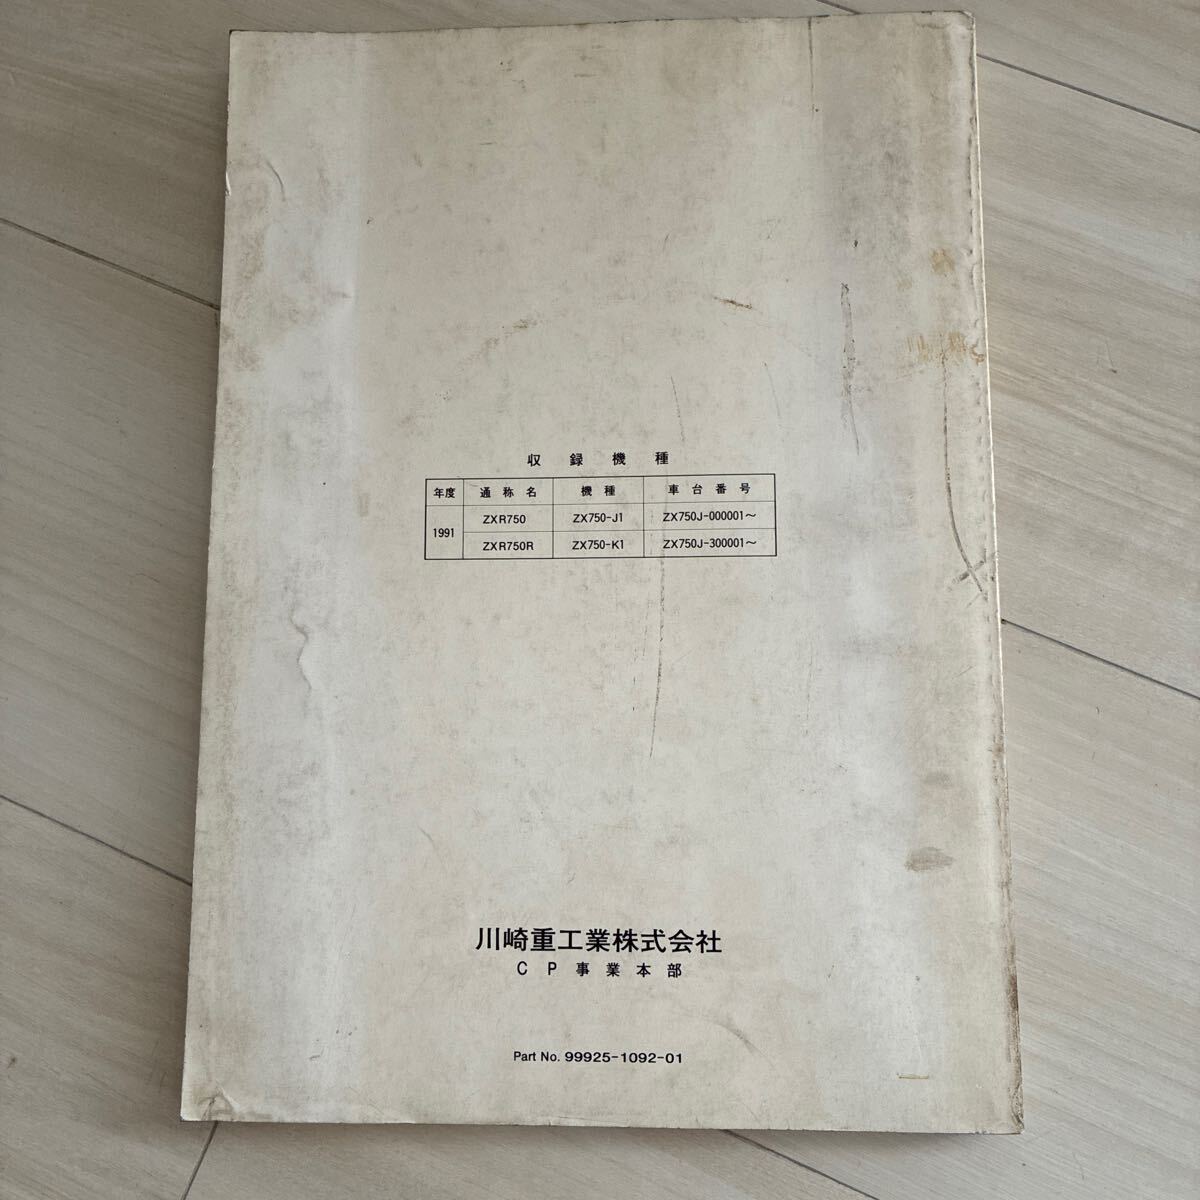 収録機種
年度 通称名 機種 車台番号
1991 ZXR750 ZX750-J1 ZX750J-000001～
ZXR750R ZX750-K1 ZX750J-300001～
川崎重工業株式会社
CP事業本部
Part No. 99925-1092-01